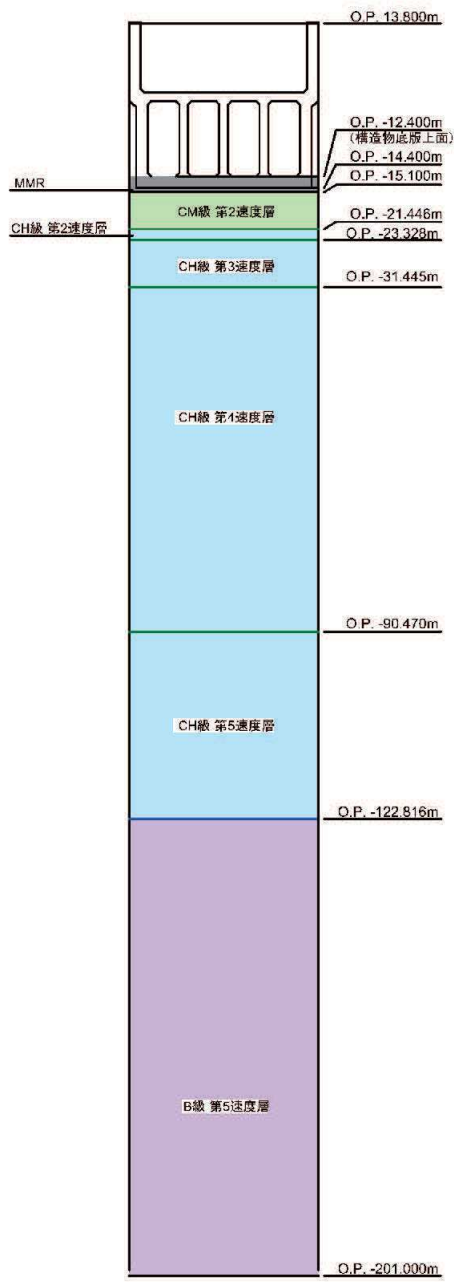 O.P. 13.800m
O.P. -12.400m
(構造物底版上面)
O.P. -14.400m
O.P. -15.100m
MMR
CM級 第2速度層
O.P. -21.446m
CH級 第2速度層
O.P. -23.328m
CH級 第3速度層
O.P. -31.445m
CH級 第4速度層
O.P. -90.470m
CH級 第5速度層
O.P. -122.816m
B級 第5速度層
O.P. -201.000m